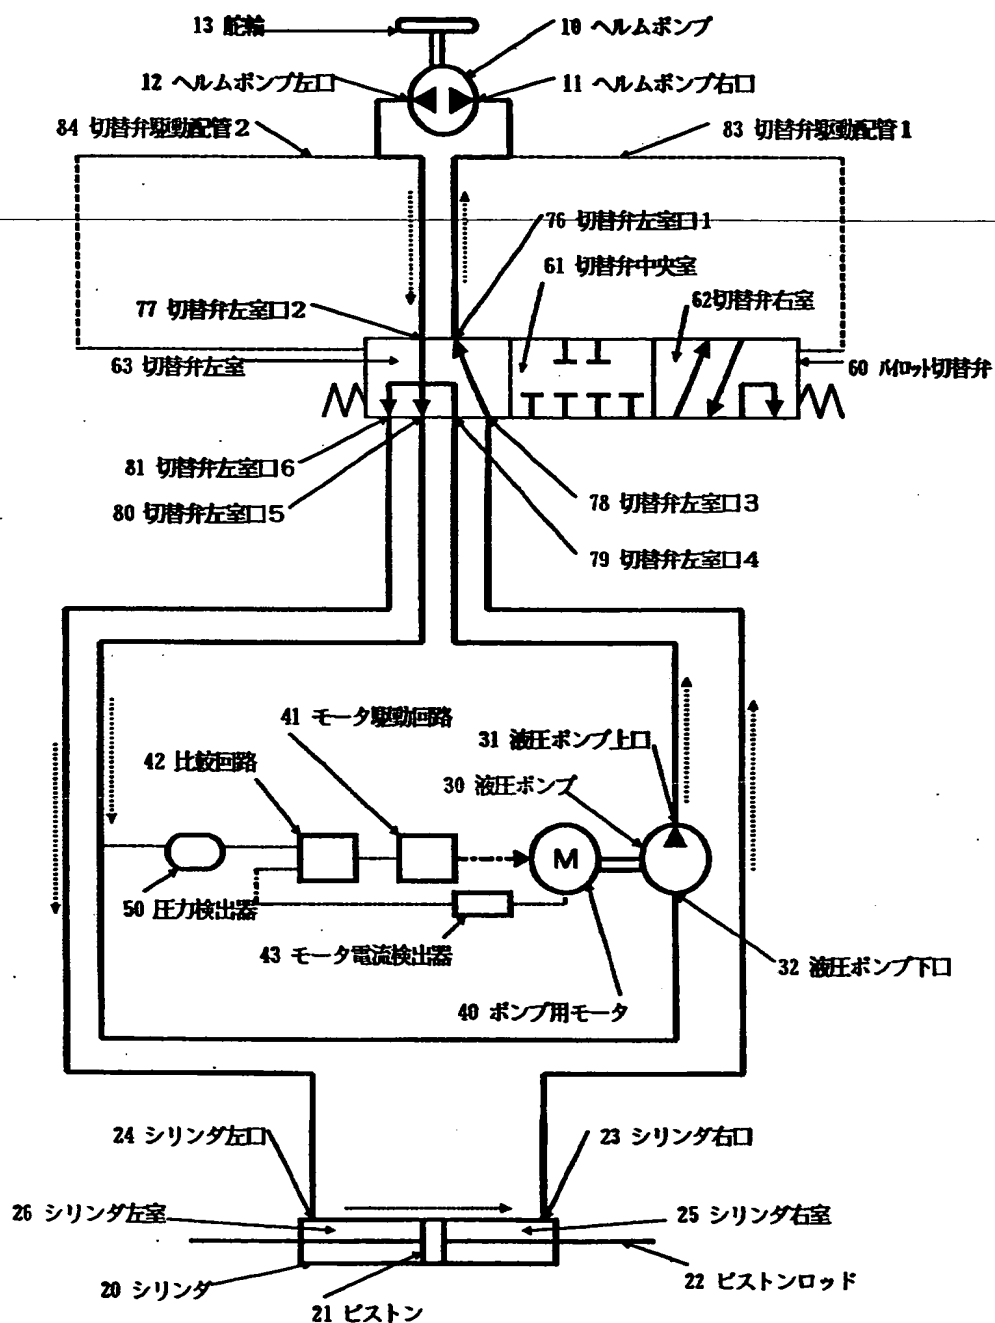 13 舵輪
10 ヘルムポンプ
12 ヘルムポンプ左口
11 ヘルムポンプ右口
84 切替弁駆動配管2
83 切替弁駆動配管1
76 切替弁左室口1
61 切替弁中央室
62切替弁右室
77 切替弁左室口2
63 切替弁左室
60 パイロット切替弁
81 切替弁左室口6
80 切替弁左室口5
78 切替弁左室口3
79 切替弁左室口4
41 モータ駆動回路
31 液圧ポンプ上口
42 比較回路
30 液圧ポンプ
M
50 圧力検出器
43 モータ電流検出器
32 液圧ポンプ下口
40 ポンプ用モータ
24 シリンダ左口
23 シリンダ右口
26 シリンダ左室
25 シリンダ右室
20 シリンダ
22 ピストンロッド
21 ピストン